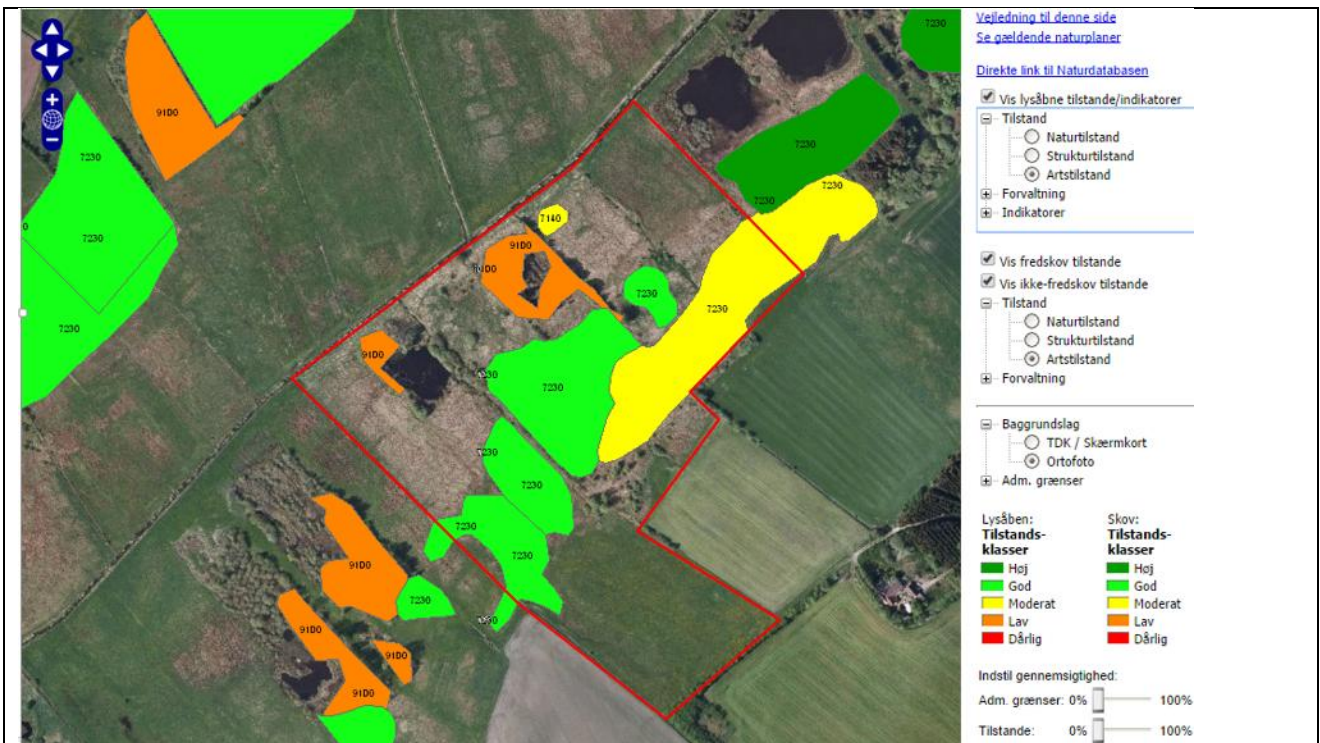 Vejledning til denne side
Se gældende naturplaner
Direkte link til Naturdatabasen
Vis lysåbne tilstande/indikatorer
Tilstand
Naturtilstand
Strukturtilstand
Artstilstand
Forvaltning
Indikatorer
Vis fredskov tilstande
Vis ikke-fredskov tilstande
Tilstand
Naturtilstand
Strukturtilstand
Artstilstand
Forvaltning
Baggrundslag
TDK / Skærmkort
Ortofoto
Adm. grænser
Lysåben: Skov:
Tilstands- Tilstands-
klasser klasser
Høj Høj
God God
Moderat Moderat
Lav Lav
Dårlig Dårlig
Indstil gennemsigtighed:
Adm. grænser: 0% 100%
Tilstande: 0% 100%
7230
91D0
7230
7230
7230
7230
7230
7140
7230
91D0
7230
7230
7230
91D0
7230
7230
7230
7230
91D0
7230
91D0
91D0
91D0